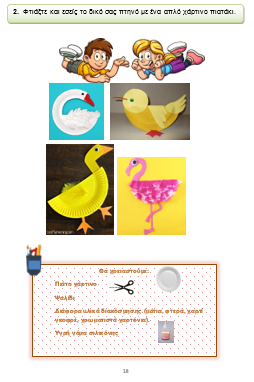 2. Φτιάξτε και εσείς το δικό σας πτηνό με ένα απλό χάρτινο πιατάκι.
Θα χρειαστούμε:
Πιάτο χάρτινο
Ψαλίδι
Διάφορα υλικά διακόσμησης (μάτια, φτερά, χαρτί
γκοφρέ, χρωματιστά χαρτόνια).
Υγρή γόμα σιλικόνης
18